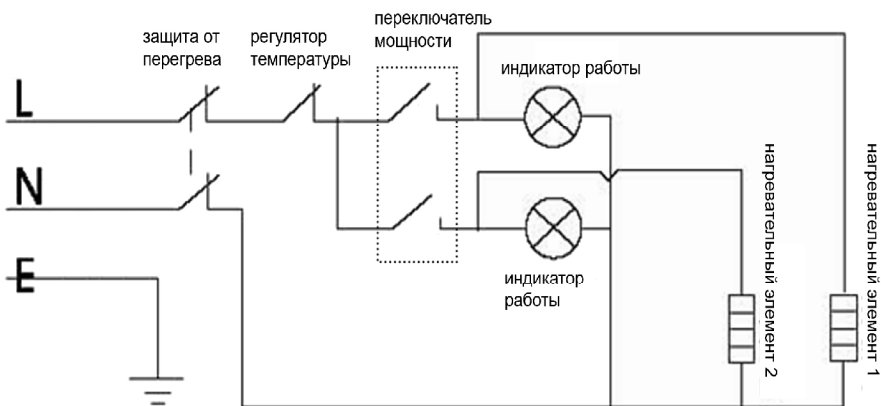 защита от
перегрева
регулятор
температуры
переключатель
мощности
индикатор работы
L
N
E
индикатор
работы
нагревательный элемент 2
нагревательный элемент 1